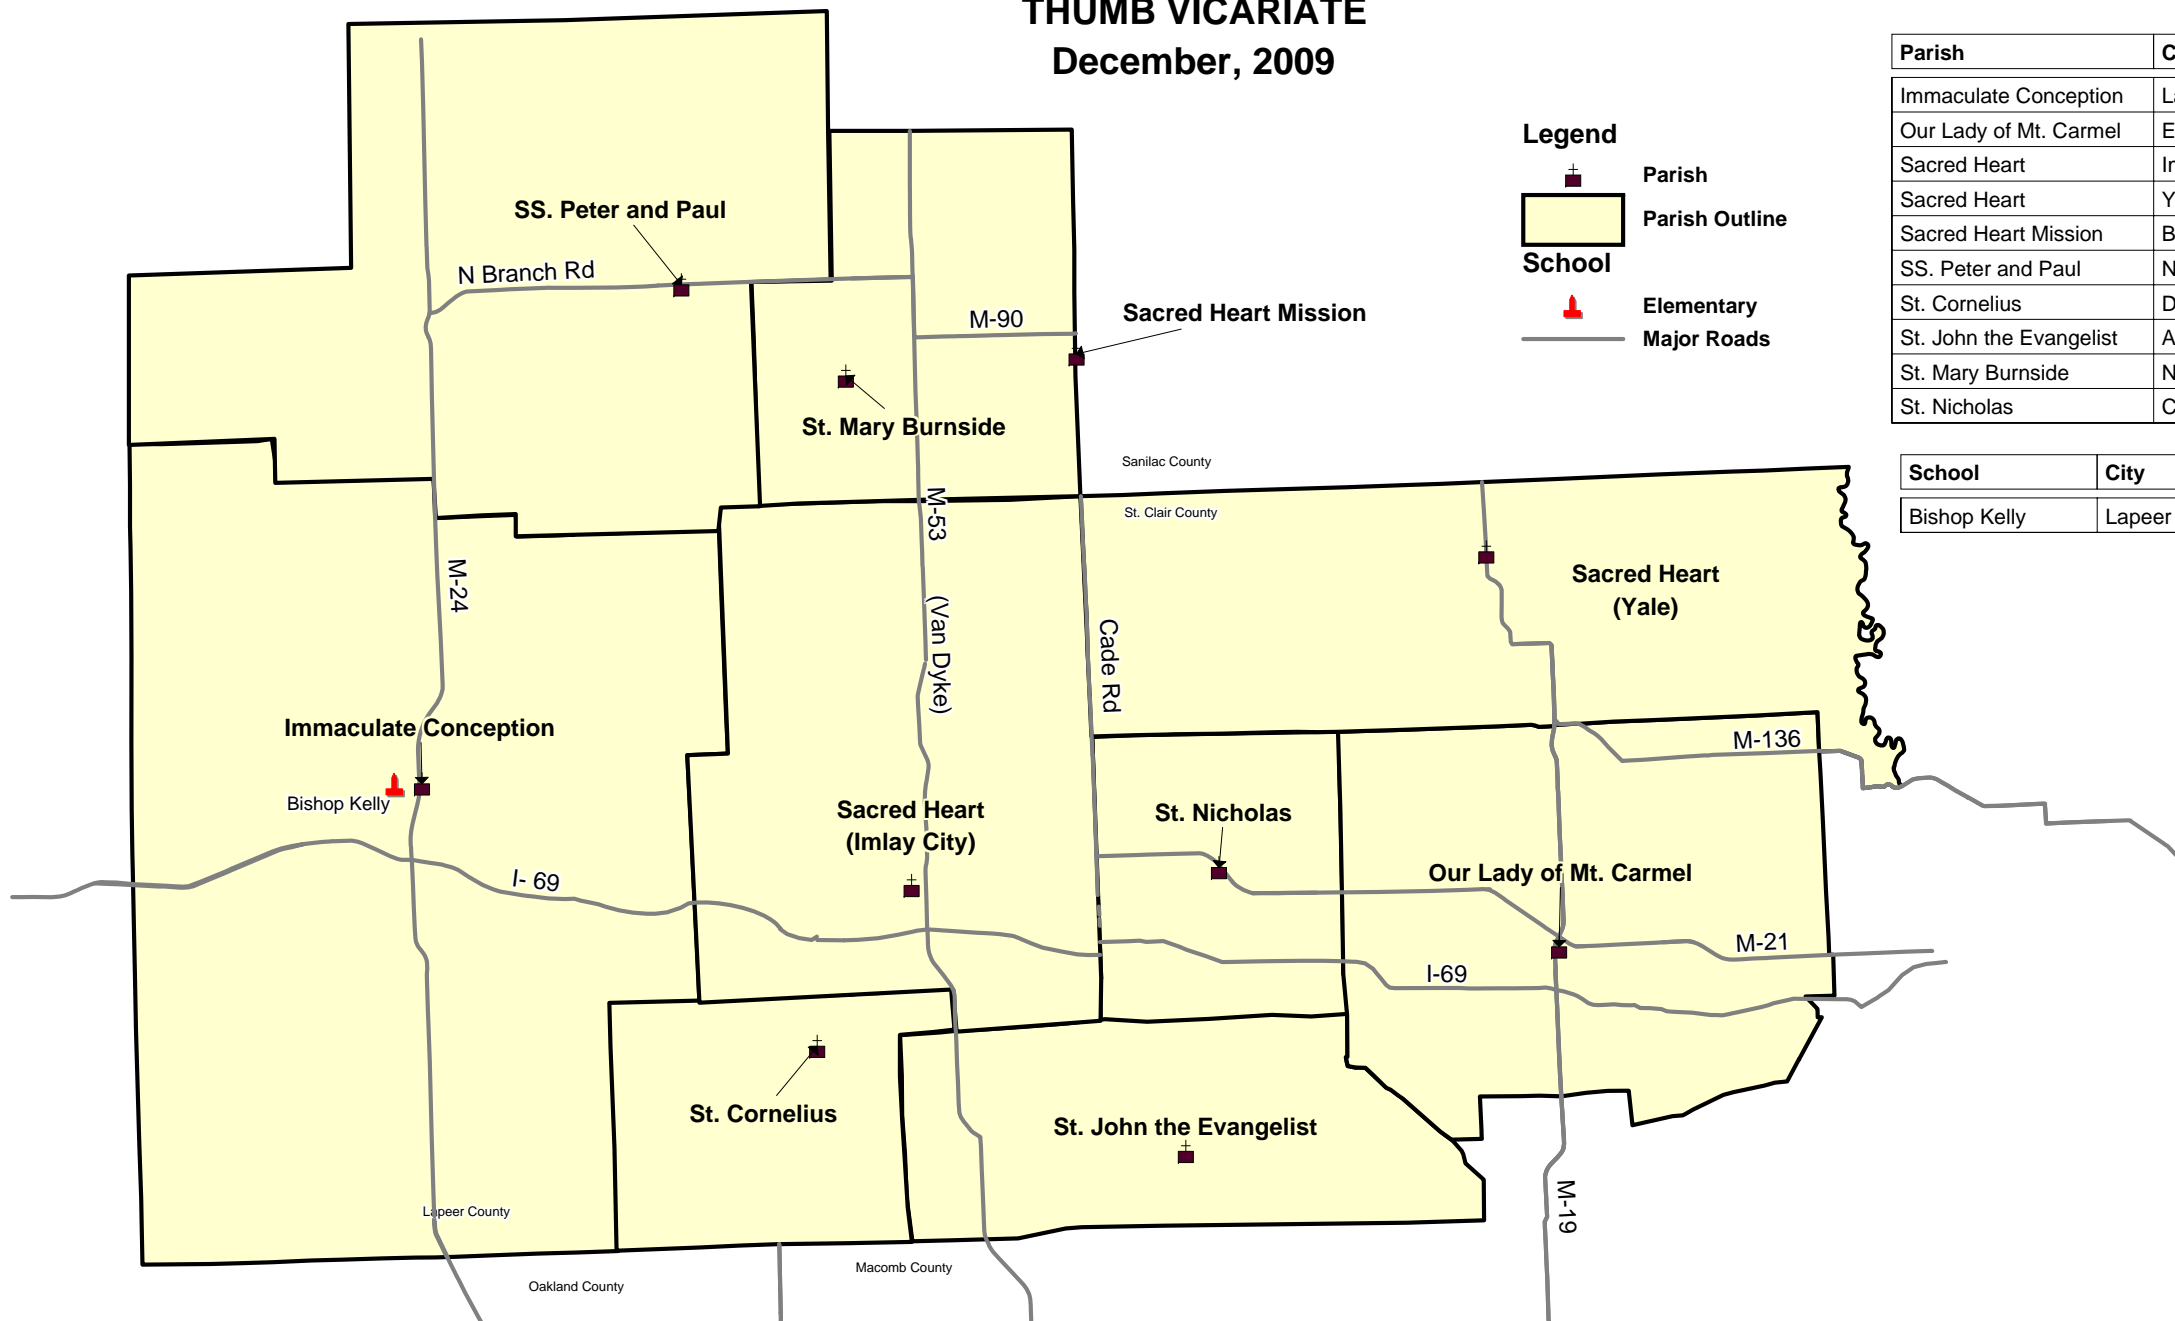 THUMB VICARIATE
December, 2009
Legend
Parish
Parish Outline
School
Elementary
Major Roads
Parish
Immaculate Conception
Our Lady of Mt. Carmel
Sacred Heart
Sacred Heart
Sacred Heart Mission
SS. Peter and Paul
St. Cornelius
St. John the Evangelist
St. Mary Burnside
St. Nicholas
School City
Bishop Kelly Lapeer
SS. Peter and Paul
N Branch Rd
M-90
Sacred Heart Mission
St. Mary Burnside
Sanilac County
St. Clair County
M-53
(Van Dyke)
M-24
Cade Rd
Sacred Heart
(Yale)
Immaculate Conception
Bishop Kelly
M-136
Sacred Heart
(Imlay City)
St. Nicholas
Our Lady of Mt. Carmel
I- 69
M-21
I-69
St. Cornelius
St. John the Evangelist
M-19
Lapeer County
Macomb County
Oakland County